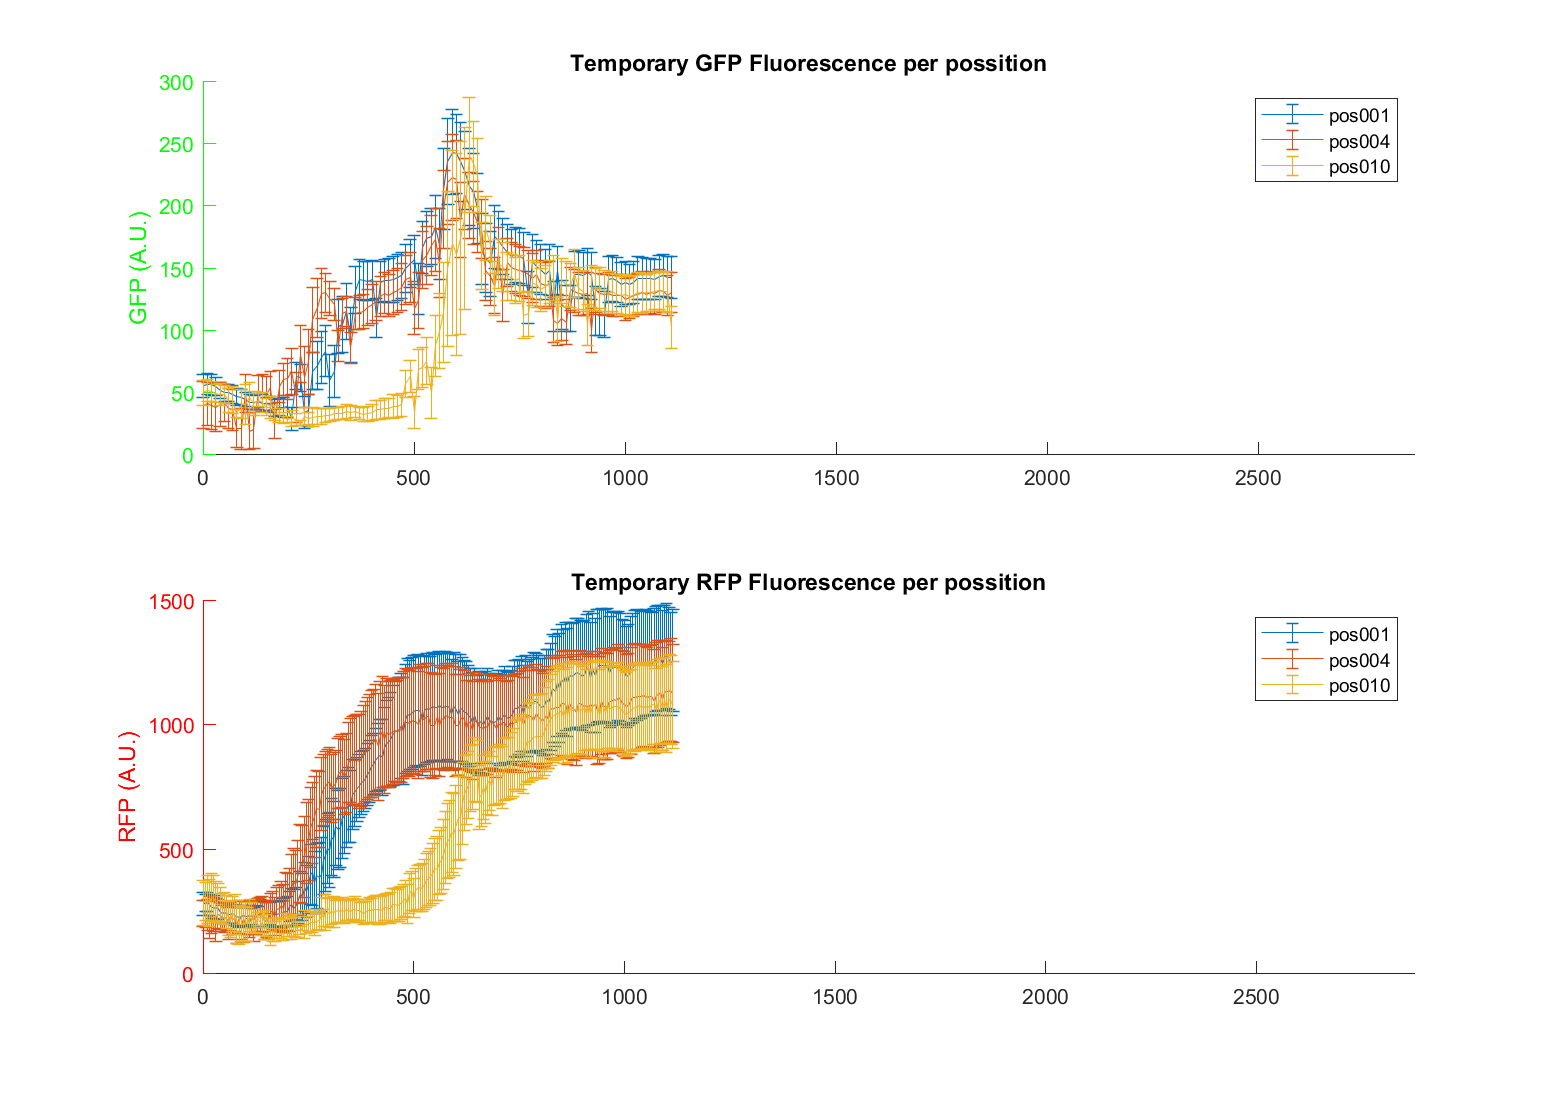 Temporary GFP Fluorescence per possition
300
250
200
150
100
50
0
GFP (A.U.)
0 500 1000 1500 2000 2500
pos001
pos004
pos010
Temporary RFP Fluorescence per possition
1500
1000
500
0
RFP (A.U.)
0 500 1000 1500 2000 2500
pos001
pos004
pos010